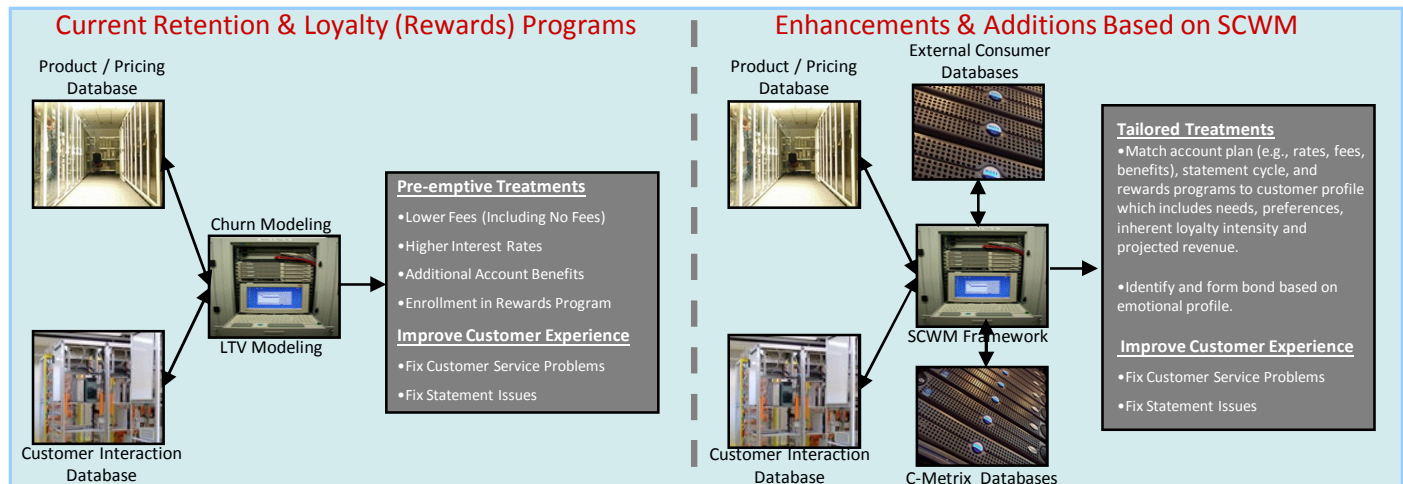 Current Retention & Loyalty (Rewards) Programs
Product / Pricing
Database
Churn Modeling
LTV Modeling
Customer Interaction
Database
Pre-emptive Treatments
•Lower Fees (Including No Fees)
•Higher Interest Rates
•Additional Account Benefits
•Enrollment in Rewards Program
Improve Customer Experience
•Fix Customer Service Problems
•Fix Statement Issues
Enhancements & Additions Based on SCWM
Product / Pricing
Database
External Consumer
Databases
SCWM Framework
Customer Interaction
Database
C-Metrix Databases
Tailored Treatments
•Match account plan (e.g., rates, fees,
benefits), statement cycle, and
rewards programs to customer profile
which includes needs, preferences,
inherent loyalty intensity and
projected revenue.
•Identify and form bond based on
emotional profile.
Improve Customer Experience
•Fix Customer Service Problems
•Fix Statement Issues